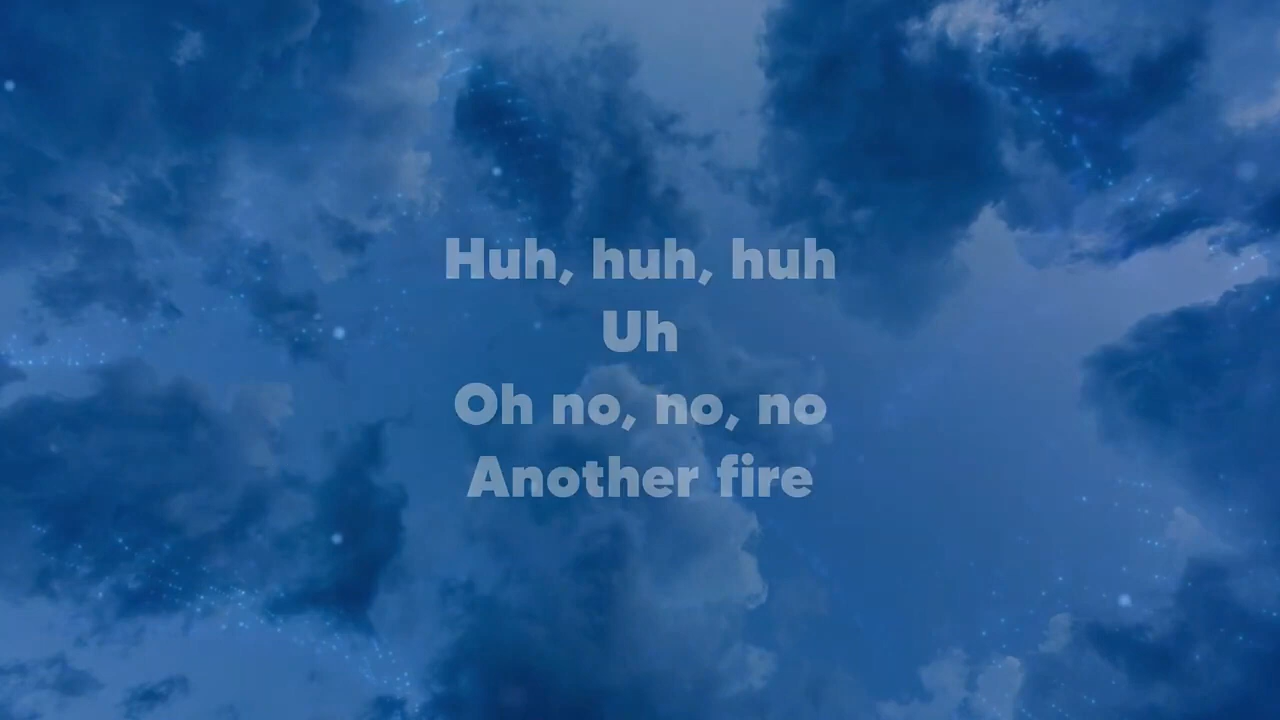 Huh, huh, huh
Uh
Oh no, no, no
Another fire